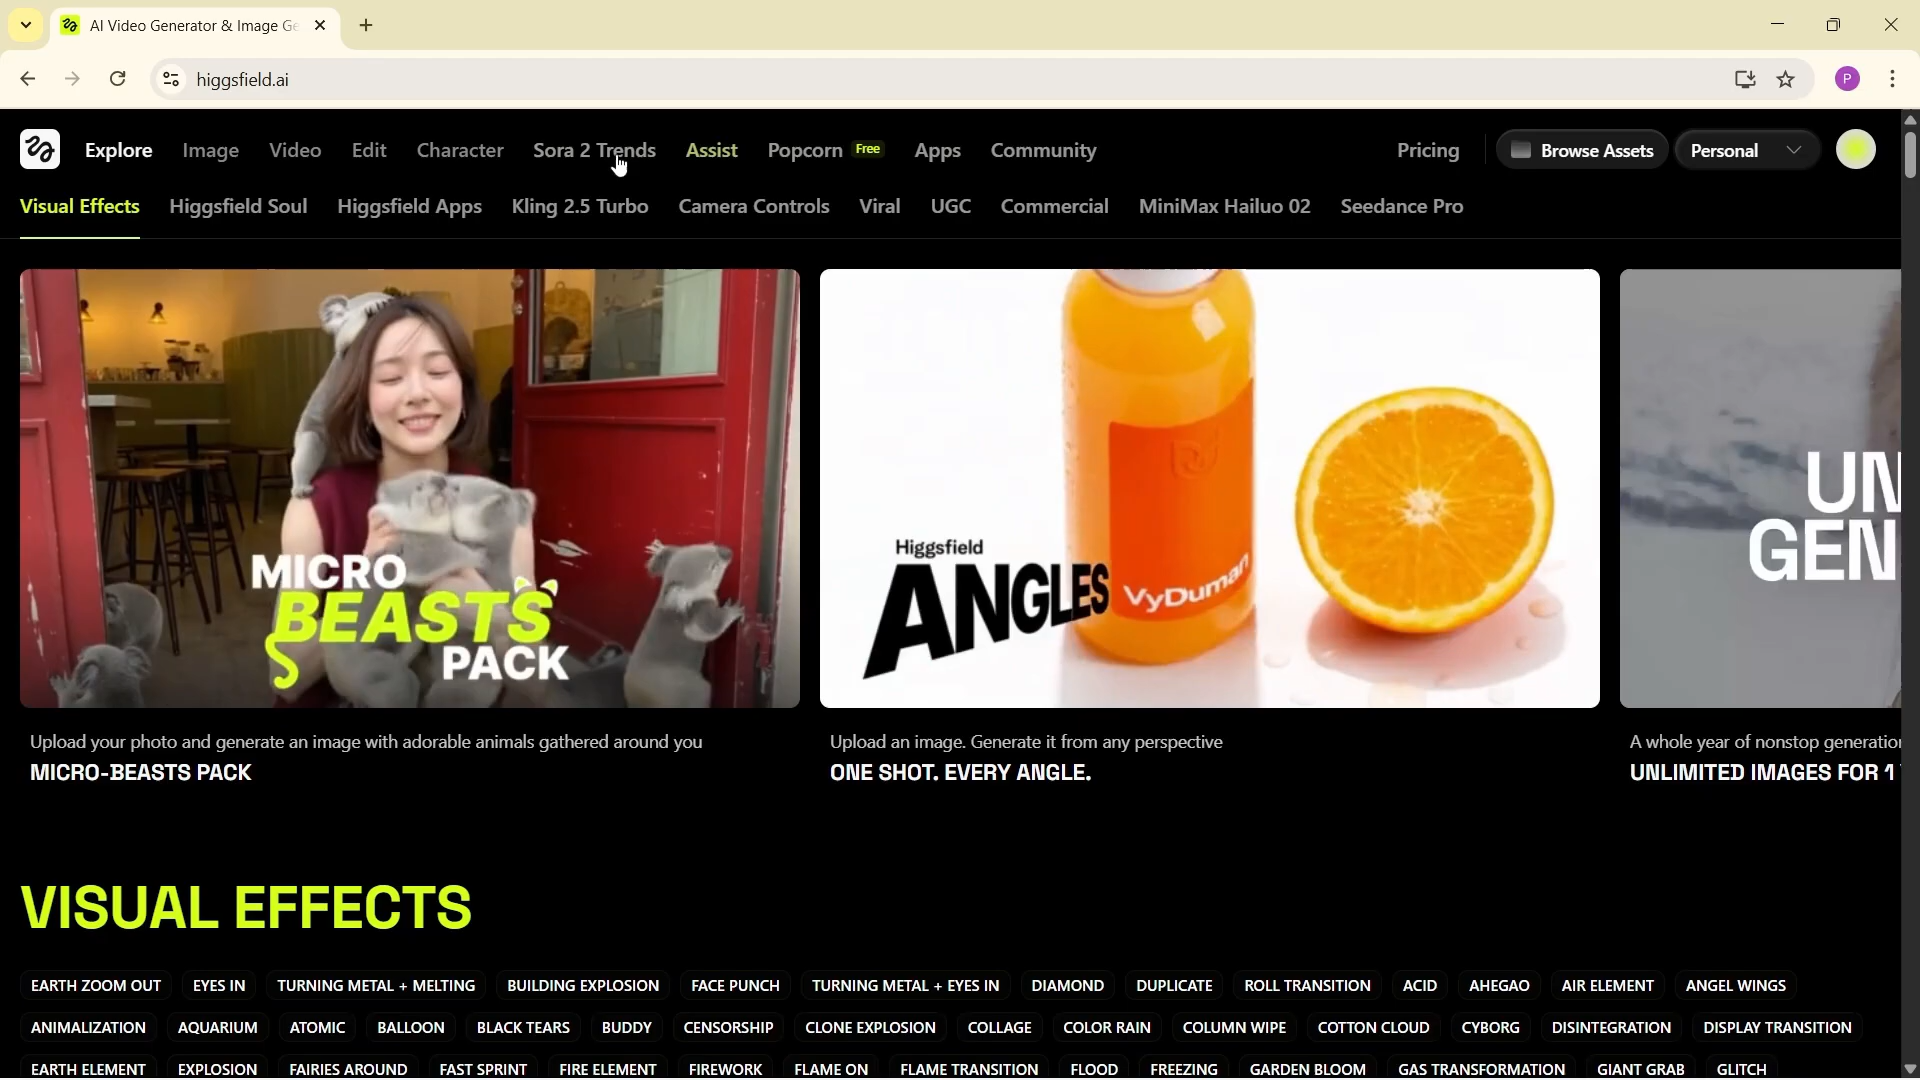 AI Video Generator & Image Ge
higgsfield.ai
P
Explore Image Video Edit Character Sora 2 Trends Assist Popcorn Free Apps Community Pricing Browse Assets Personal
Visual Effects Higgsfield Soul Higgsfield Apps Kling 2.5 Turbo Camera Controls Viral UGC Commercial MiniMax Hailuo 02 Seedance Pro
MICRO
BEASTS
PACK
Higgsfield
ANGLES
VyDuman
UN
GEN
Upload your photo and generate an image with adorable animals gathered around you
MICRO-BEASTS PACK
Upload an image. Generate it from any perspective
ONE SHOT. EVERY ANGLE.
A whole year of nonstop generation
UNLIMITED IMAGES FOR 1
VISUAL EFFECTS
EARTH ZOOM OUT EYES IN TURNING METAL + MELTING BUILDING EXPLOSION FACE PUNCH TURNING METAL + EYES IN DIAMOND DUPLICATE ROLL TRANSITION ACID AHEGAO AIR ELEMENT ANGEL WINGS
ANIMALIZATION AQUARIUM ATOMIC BALLOON BLACK TEARS BUDDY CENSORSHIP CLONE EXPLOSION COLLAGE COLOR RAIN COLUMN WIPE COTTON CLOUD CYBORG DISINTEGRATION DISPLAY TRANSITION
EARTH ELEMENT EXPLOSION FAIRIES AROUND FAST SPRINT FIRE ELEMENT FIREWORK FLAME ON FLAME TRANSITION FLOOD FREEZING GARDEN BLOOM GAS TRANSFORMATION GIANT GRAB GLITCH